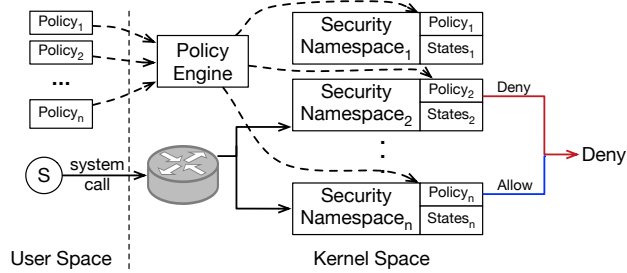 Policy₁
Policy₂
...
Policyₙ
S
system
call
User Space
Policy
Engine
Security
Namespace₁
Policy₁
States₁
Security
Namespace₂
Policy₂
States₂
Deny
Security
Namespaceₙ
Policyₙ
Statesₙ
Allow
Deny
Kernel Space